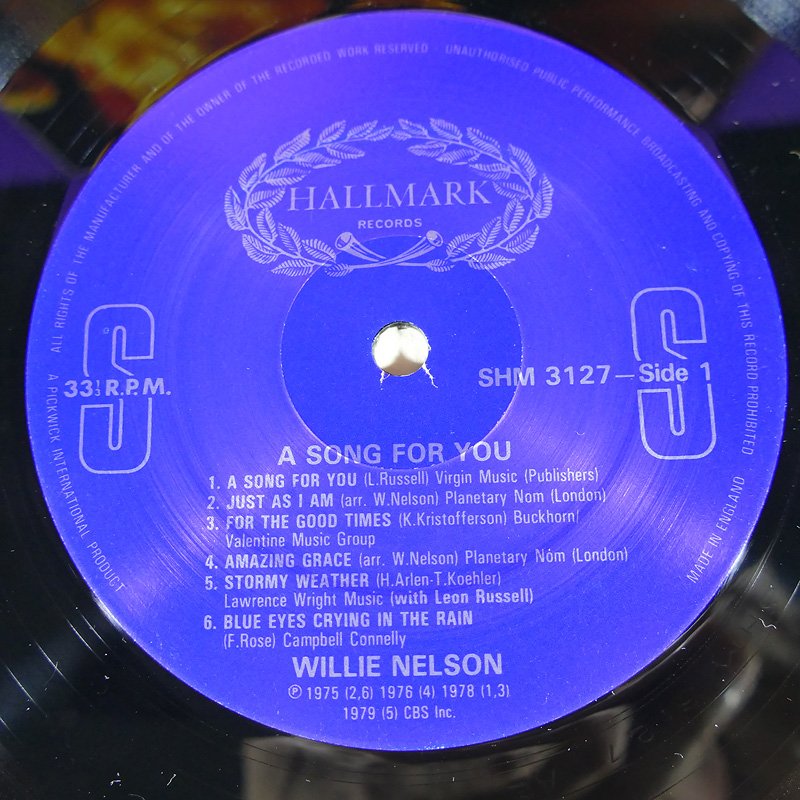 ALL RIGHTS OF THE MANUFACTURER AND OF THE OWNER OF THE RECORDED WORK RESERVED · UNAUTHORISED PUBLIC PERFORMANCE BROADCASTING AND COPYING OF THIS RECORD PROHIBITED
HALLMARK
RECORDS
33⅓ R.P.M.
SHM 3127—Side 1
A SONG FOR YOU
1. A SONG FOR YOU (L.Russell) Virgin Music (Publishers)
2. JUST AS I AM (arr. W.Nelson) Planetary Nom (London)
3. FOR THE GOOD TIMES (K.Kristofferson) Buckhorn/
Valentine Music Group
4. AMAZING GRACE (arr. W.Nelson) Planetary Nóm (London)
5. STORMY WEATHER (H.Arlen-T.Koehler)
Lawrence Wright Music (with Leon Russell)
6. BLUE EYES CRYING IN THE RAIN
(F.Rose) Campbell Connelly
WILLIE NELSON
℗ 1975 (2,6) 1976 (4) 1978 (1,3)
1979 (5) CBS Inc.
A PICKWICK INTERNATIONAL PRODUCT
MADE IN ENGLAND